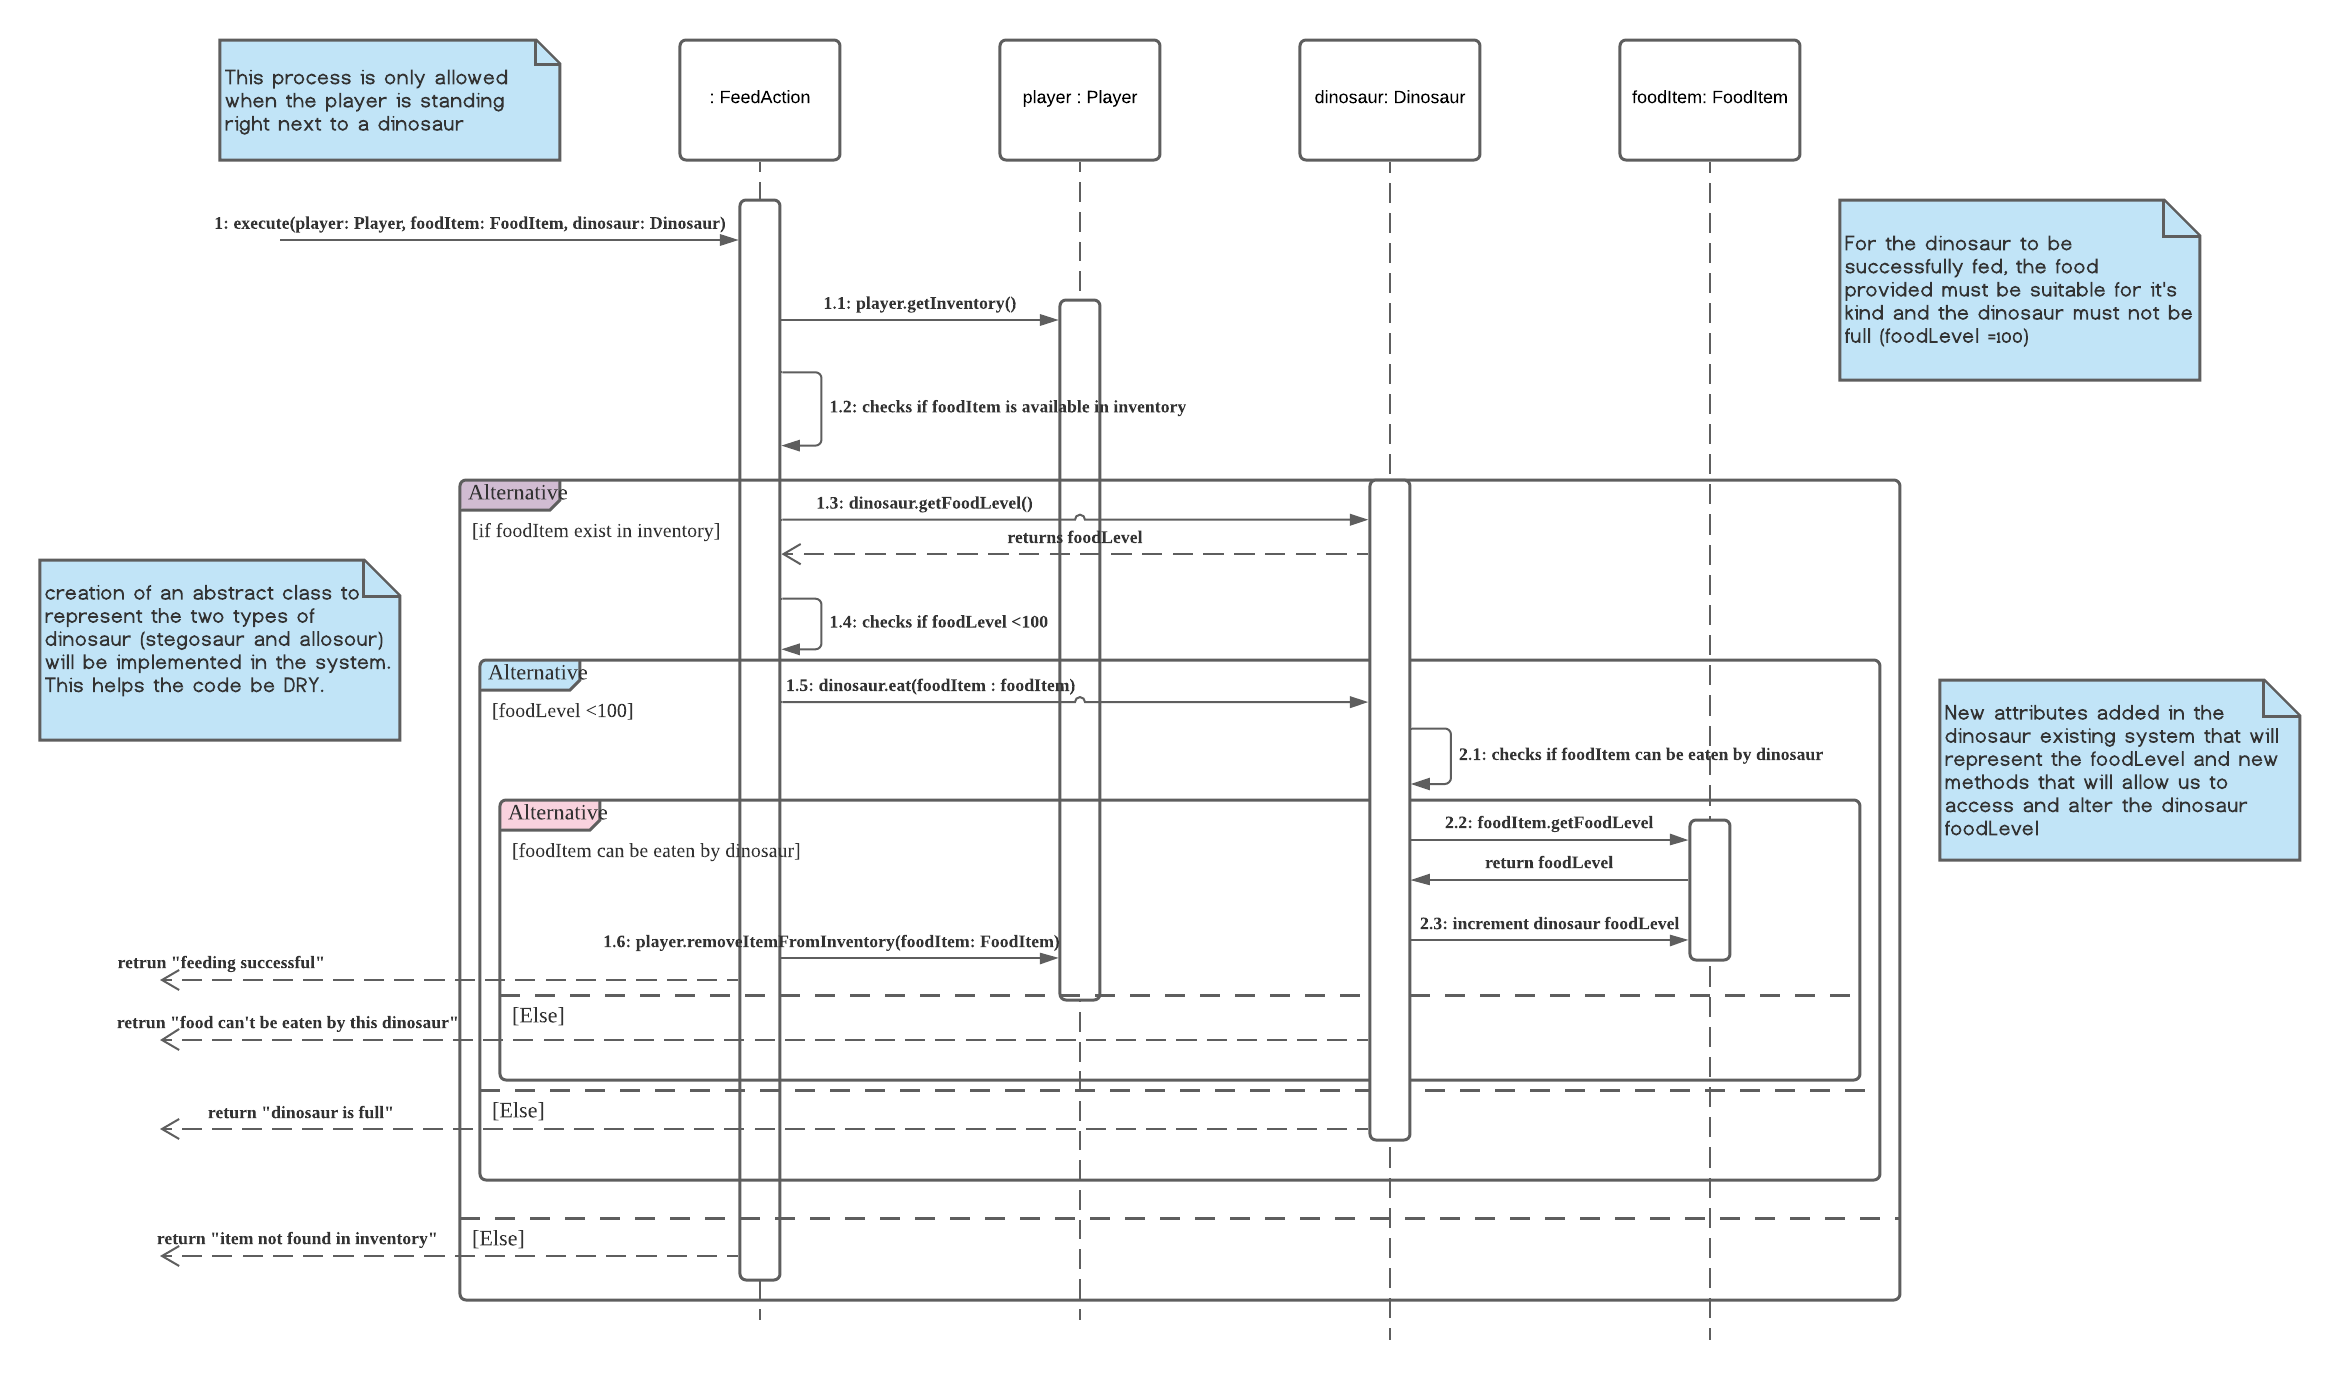 This process is only allowed
when the player is standing
right next to a dinosaur
: FeedAction
player : Player
dinosaur: Dinosaur
foodItem: FoodItem
1: execute(player: Player, foodItem: FoodItem, dinosaur: Dinosaur)
For the dinosaur to be
successfully fed, the food
provided must be suitable for it's
kind and the dinosaur must not be
full (foodLevel =100)
1.1: player.getInventory()
1.2: checks if foodItem is available in inventory
Alternative
[if foodItem exist in inventory]
1.3: dinosaur.getFoodLevel()
returns foodLevel
creation of an abstract class to
represent the two types of
dinosaur (stegosaur and allosour)
will be implemented in the system.
This helps the code be DRY.
1.4: checks if foodLevel <100
Alternative
[foodLevel <100]
1.5: dinosaur.eat(foodItem : foodItem)
2.1: checks if foodItem can be eaten by dinosaur
New attributes added in the
dinosaur existing system that will
represent the foodLevel and new
methods that will allow us to
access and alter the dinosaur
foodLevel
Alternative
[foodItem can be eaten by dinosaur]
2.2: foodItem.getFoodLevel
return foodLevel
2.3: increment dinosaur foodLevel
1.6: player.removeItemFromInventory(foodItem: FoodItem)
retrun "feeding successful"
[Else]
retrun "food can't be eaten by this dinosaur"
[Else]
return "dinosaur is full"
[Else]
return "item not found in inventory"